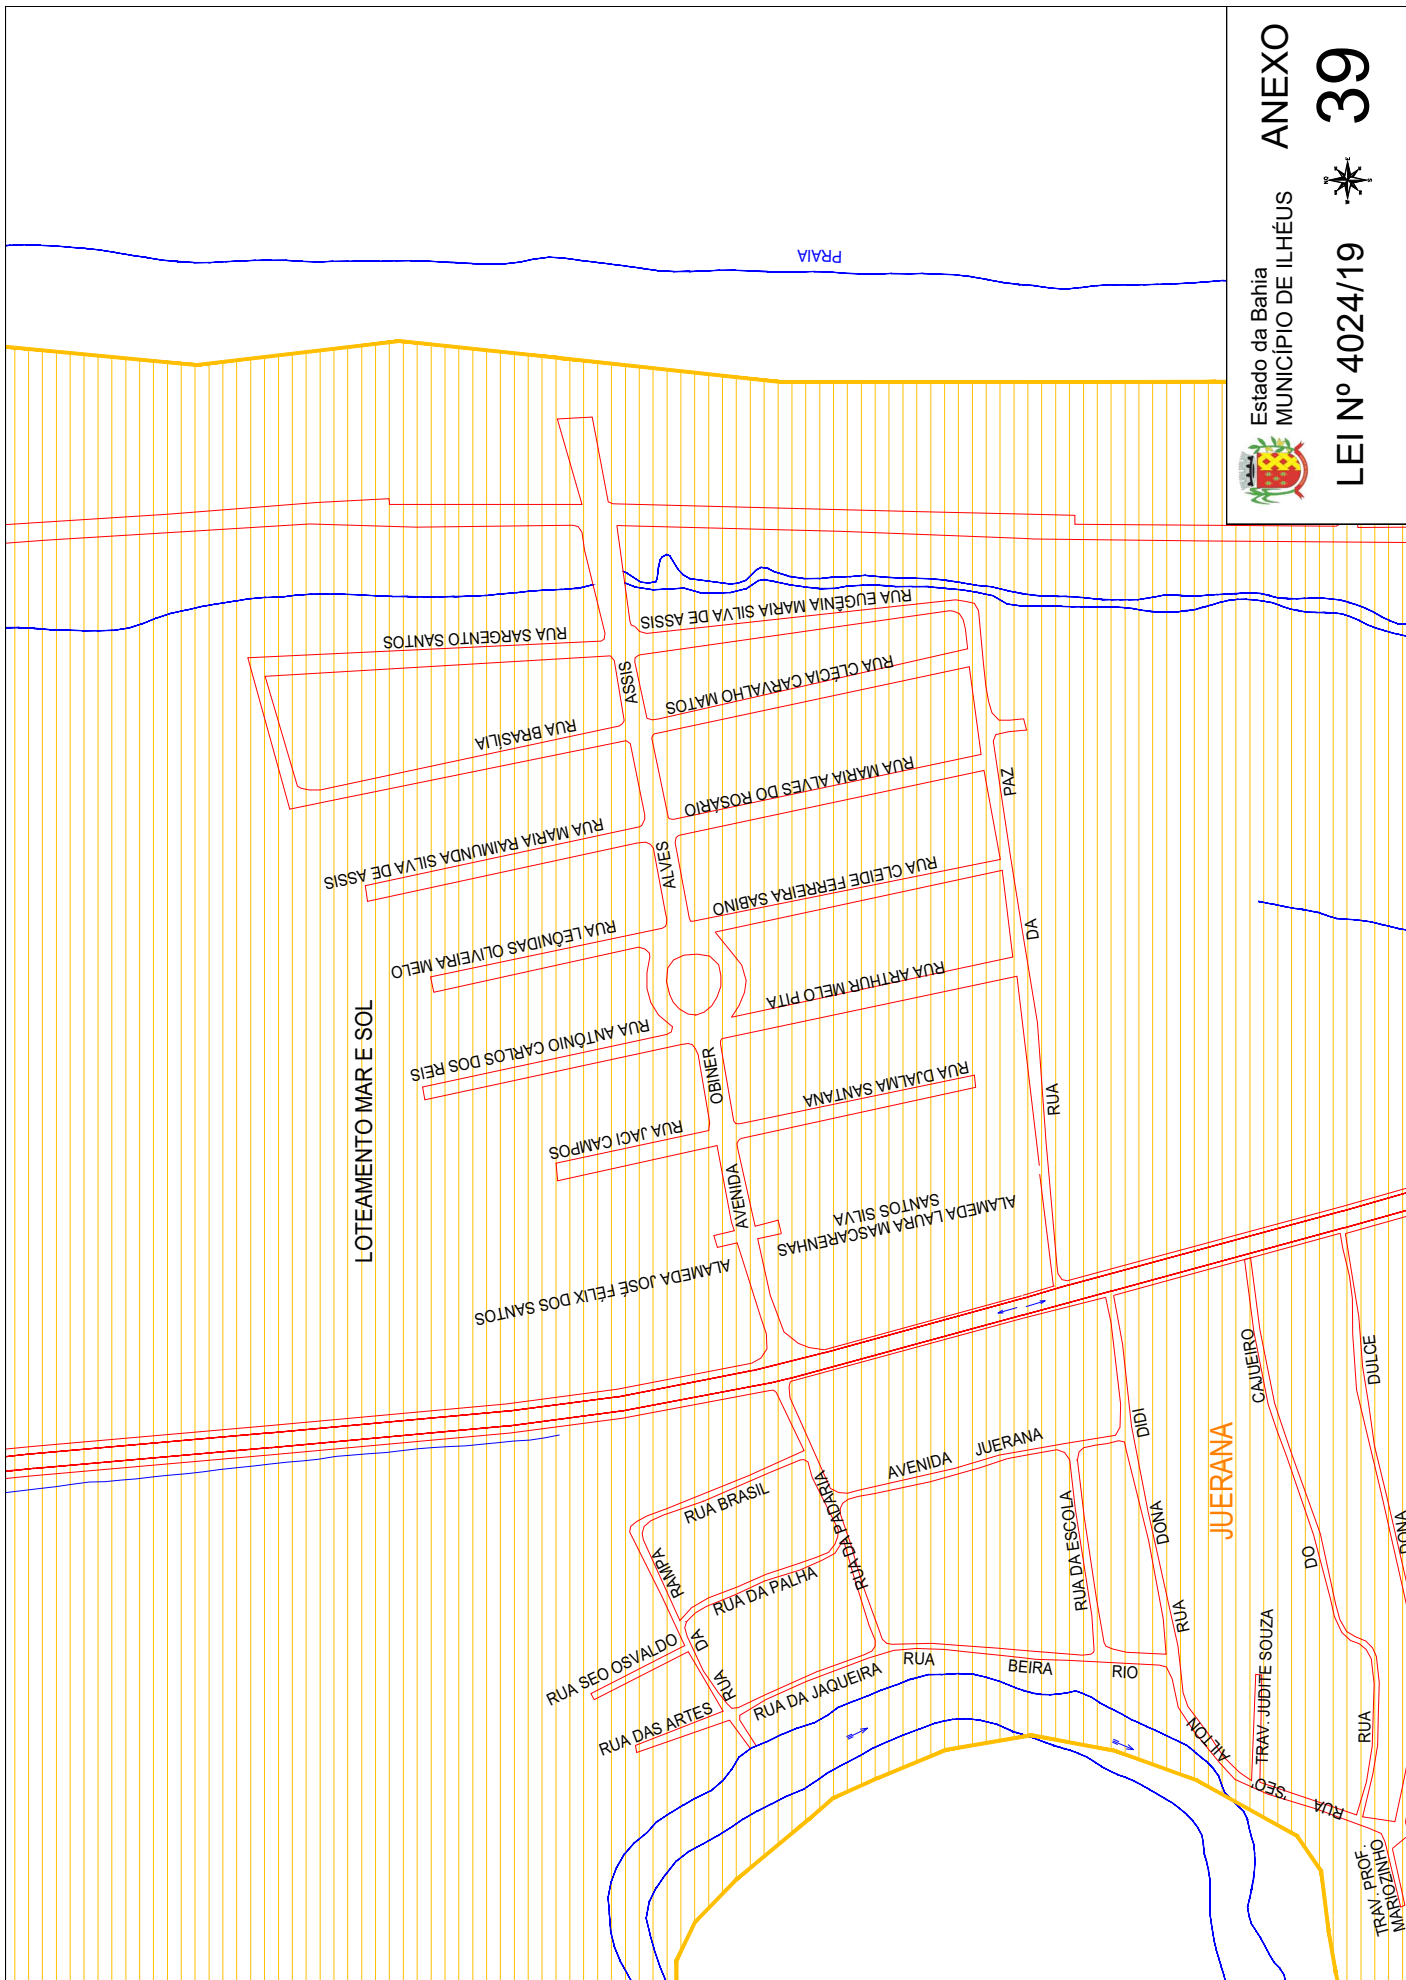 Estado da Bahia
MUNICÍPIO DE ILHÉUS
ANEXO
LEI Nº 4024/19
39
PRAIA
LOTEAMENTO MAR E SOL
RUA SARGENTO SANTOS
RUA EUGÊNIA MARIA SILVA DE ASSIS
RUA BRASÍLIA
RUA CLÉCIA CARVALHO MATOS
RUA MARIA RAIMUNDA SILVA DE ASSIS
RUA MARIA ALVES DO ROSÁRIO
RUA LEÔNIDAS OLIVEIRA MELO
RUA CLEIDE FERREIRA SABINO
RUA ANTÔNIO CARLOS DOS REIS
RUA ARTHUR MELO PITA
RUA JACI CAMPOS
RUA DJALMA SANTANA
AVENIDA OBINER ALVES ASSIS
RUA DA PAZ
ALAMEDA JOSÉ FÉLIX DOS SANTOS
ALAMEDA LAURA MASCARENHAS
SANTOS SILVA
RUA BRASIL
RUA DA PADARIA
AVENIDA JUERANA
RUA DA RAMPA
RUA DA PALHA
RUA SEO OSVALDO
RUA DAS ARTES
RUA DA JAQUEIRA
RUA BEIRA RIO
RUA DA ESCOLA
RUA DONA DIDI
JUERANA
RUA DO CAJUEIRO
DONA DULCE
TRAV. JUDITE SOUZA
RUA 'SEO' AILTON
TRAV. PROF.
MARIOZINHO